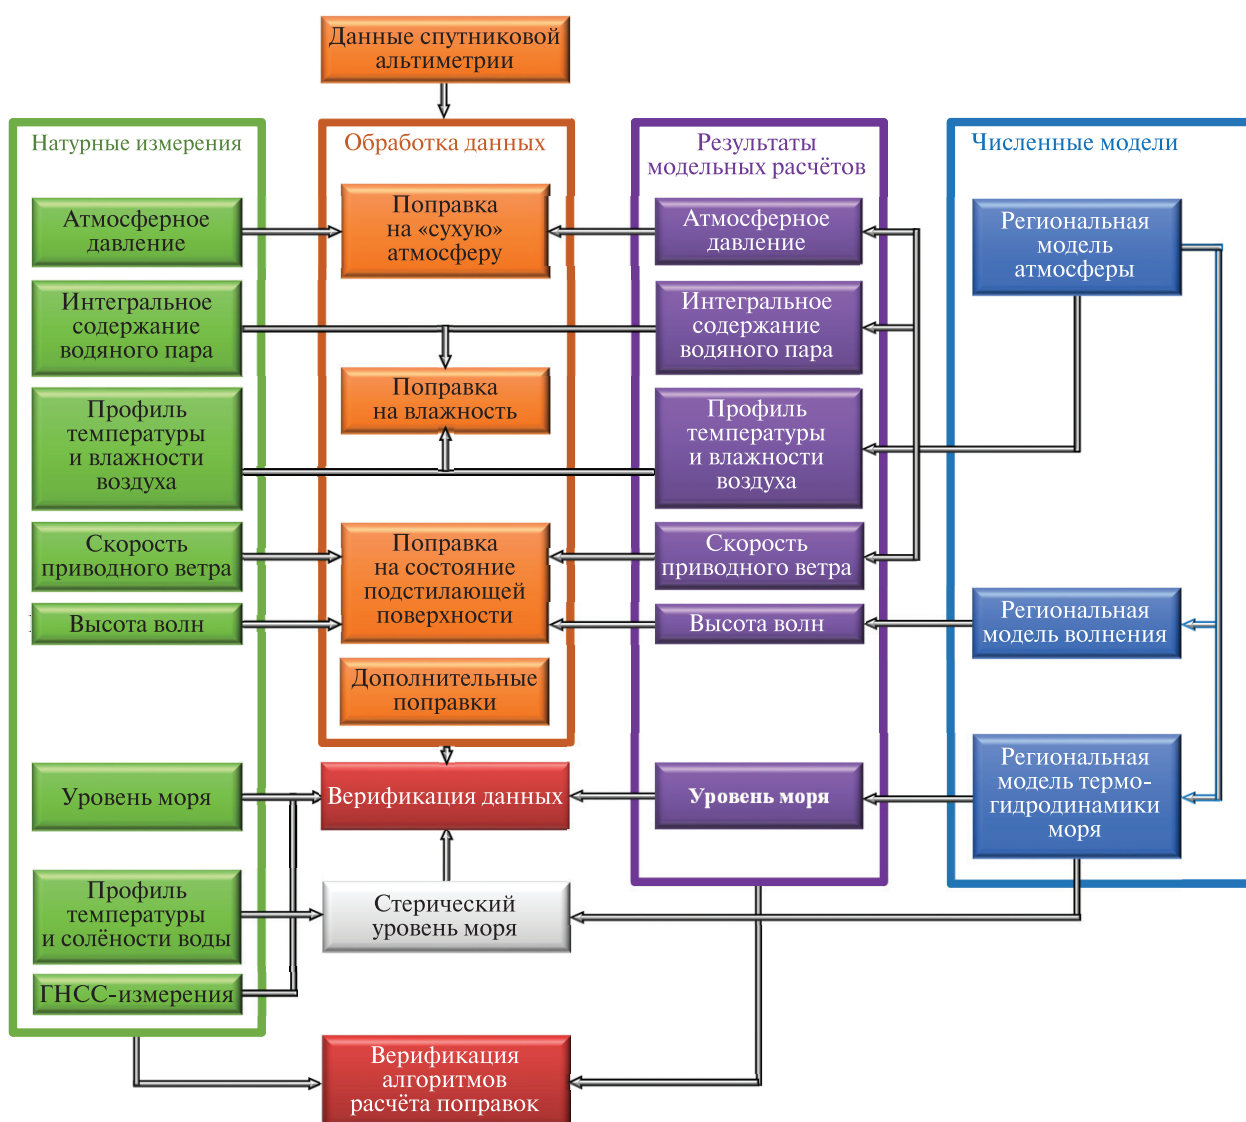 Данные спутниковой
альтиметрии
Натурные измерения
Атмосферное
давление
Интегральное
содержание
водяного пара
Профиль
температуры
и влажности
воздуха
Скорость
приводного ветра
Высота волн
Уровень моря
Профиль
температуры
и солёности воды
ГНСС-измерения
Обработка данных
Поправка
на «сухую»
атмосферу
Поправка
на влажность
Поправка
на состояние
подстилающей
поверхности
Дополнительные
поправки
Верификация данных
Стерический
уровень моря
Верификация
алгоритмов
расчёта поправок
Результаты
модельных расчётов
Атмосферное
давление
Интегральное
содержание
водяного пара
Профиль
температуры
и влажности
воздуха
Скорость
приводного ветра
Высота волн
Уровень моря
Численные модели
Региональная
модель
атмосферы
Региональная
модель волнения
Региональная
модель термо-
гидродинамики
моря